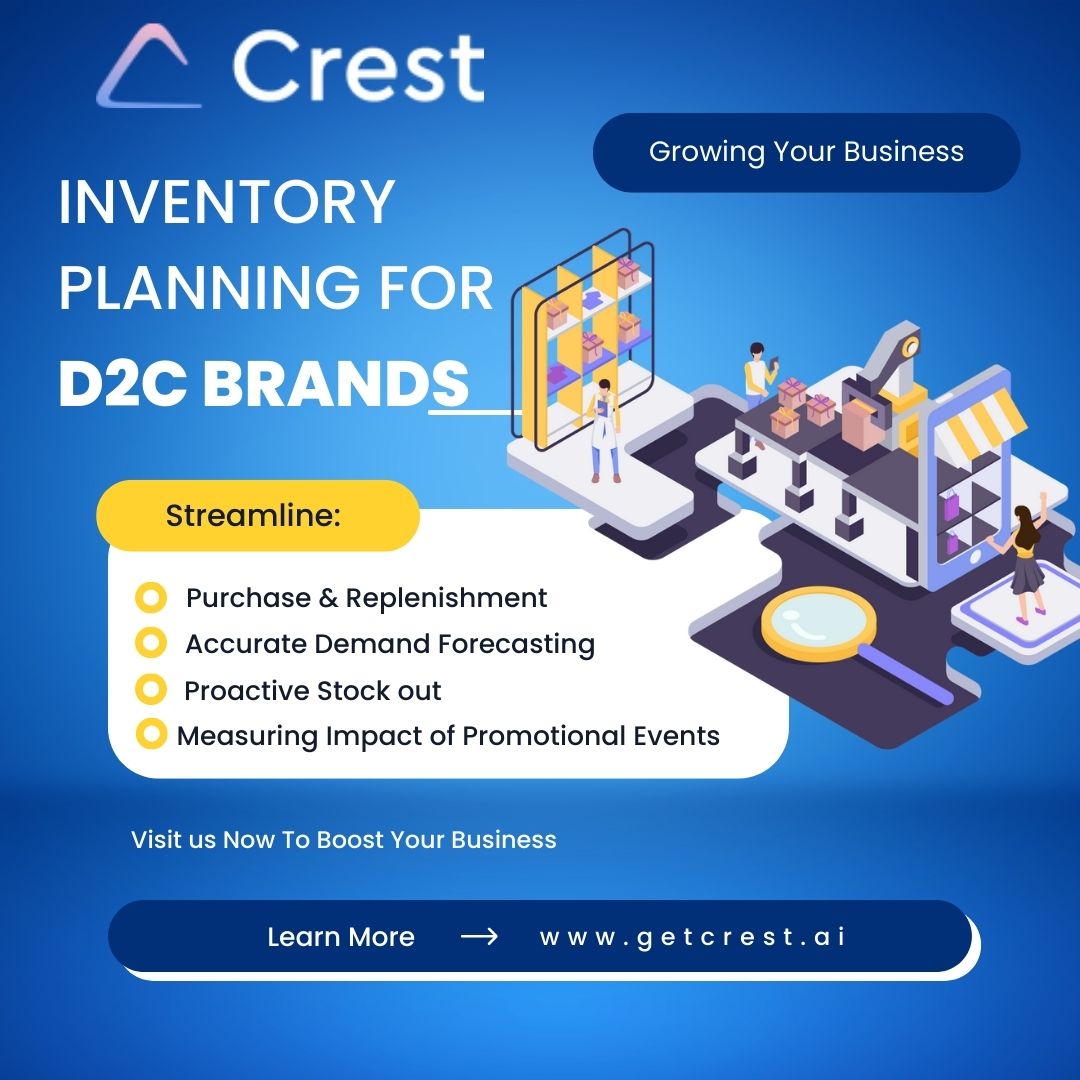 Crest
Growing Your Business
INVENTORY
PLANNING FOR
D2C BRANDS
Streamline:
Purchase & Replenishment
Accurate Demand Forecasting
Proactive Stock out
Measuring Impact of Promotional Events
Visit us Now To Boost Your Business
Learn More → www.getcrest.ai